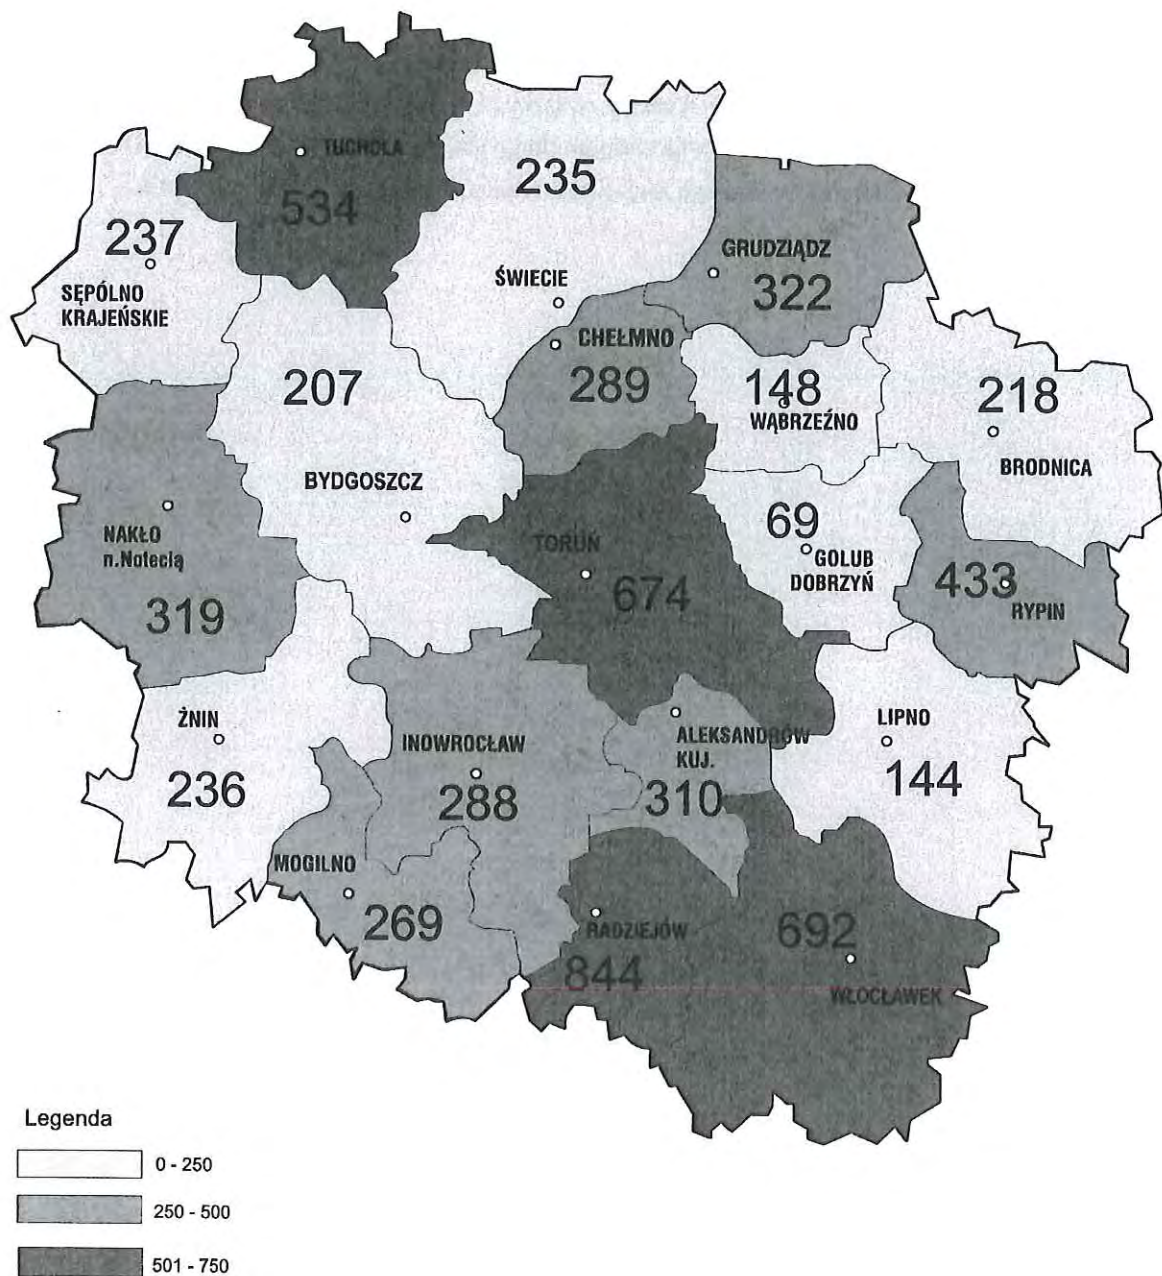 TUCHOLA
534
235
237
SĘPÓLNO
KRAJEŃSKIE
ŚWIECIE
GRUDZIĄDZ
322
CHEŁMNO
289
207
148
WĄBRZEŹNO
218
BRODNICA
BYDGOSZCZ
NAKŁO
n.Notecią
319
TORUŃ
674
69
GOLUB
DOBRZYŃ
433
RYPIN
ŻNIN
236
INOWROCŁAW
288
ALEKSANDRÓW
KUJ.
310
LIPNO
144
MOGILNO
269
RADZIEJÓW
844
692
WŁOCŁAWEK
Legenda
0 - 250
250 - 500
501 - 750